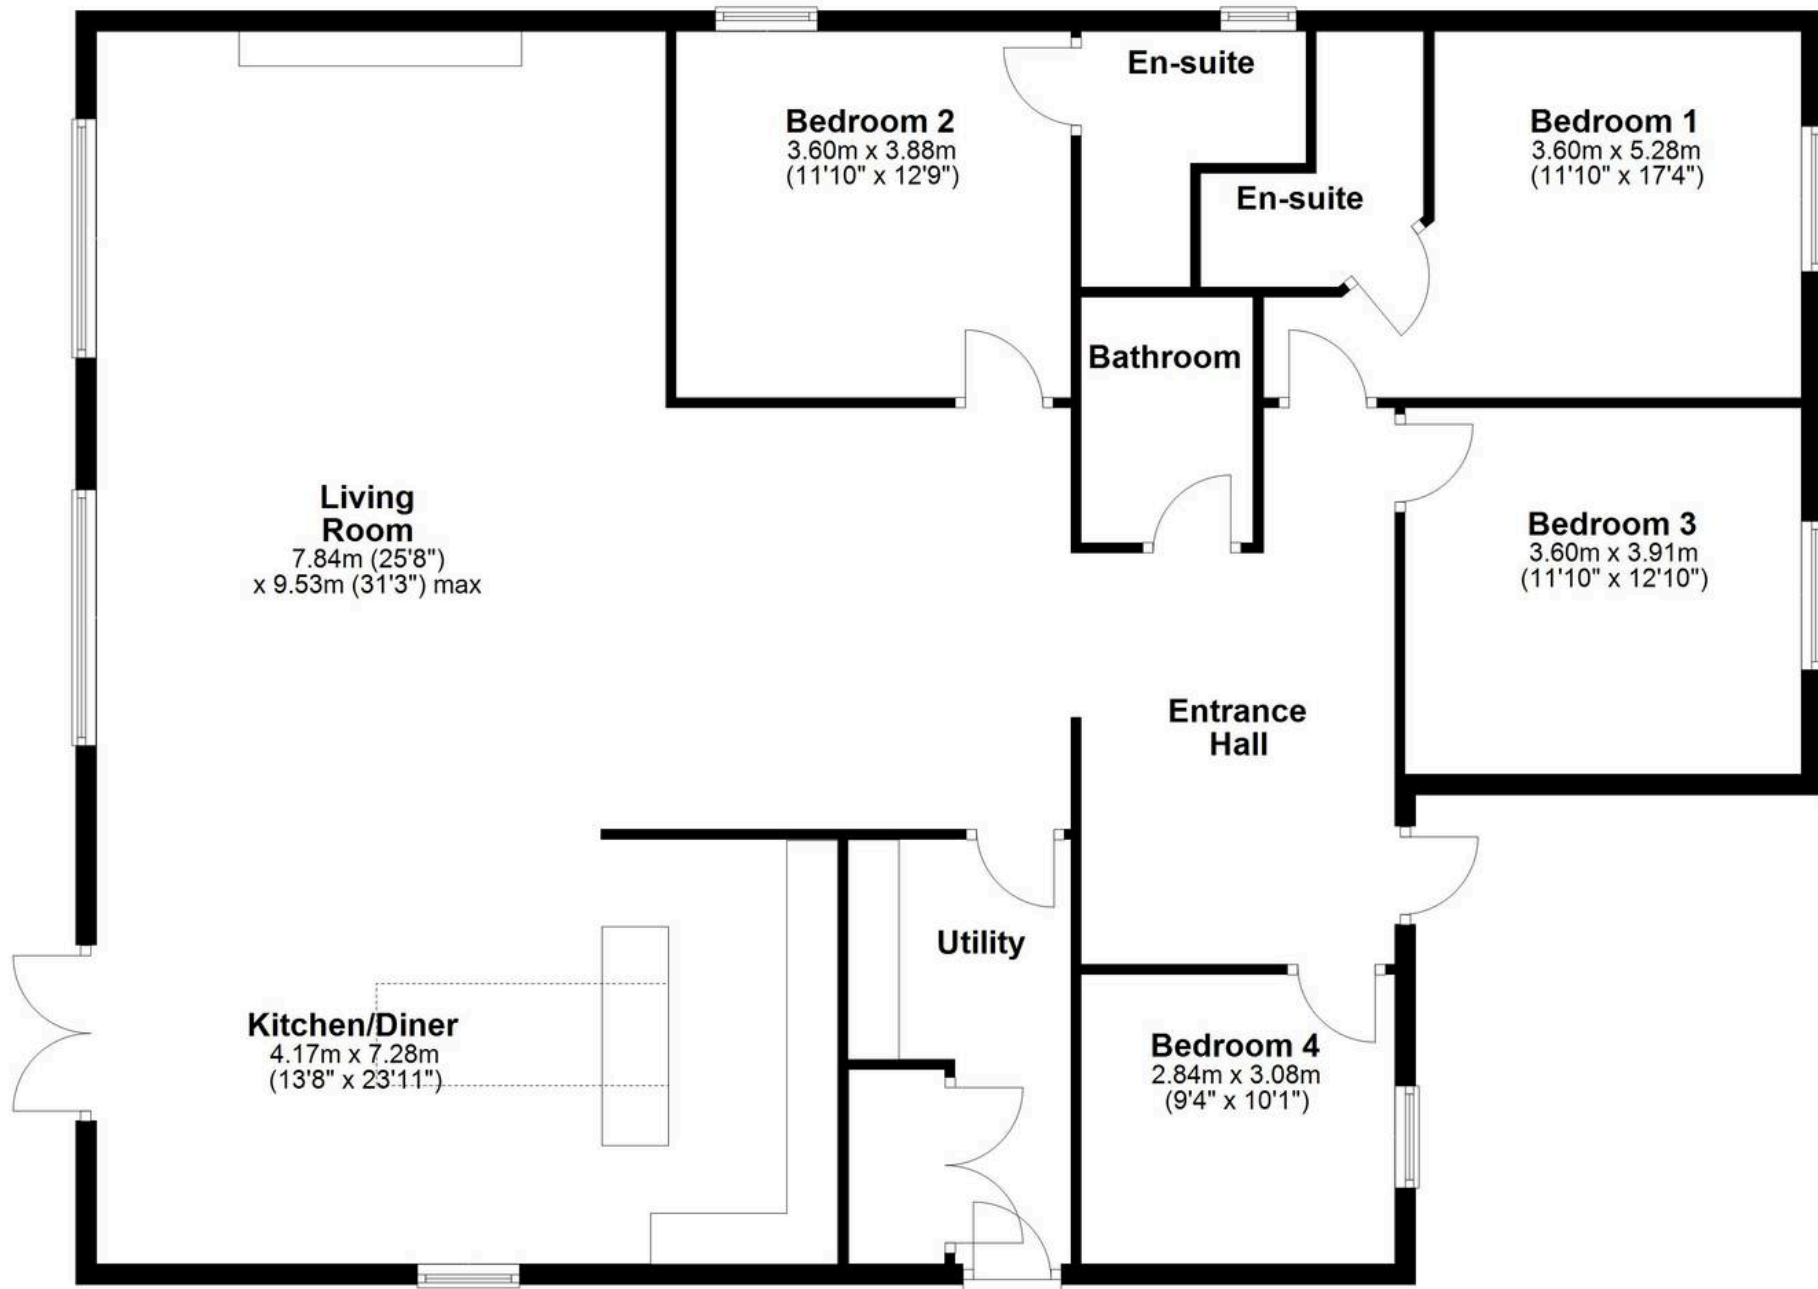 En-suite
Bedroom 2
3.60m x 3.88m
(11'10" x 12'9")
Bedroom 1
3.60m x 5.28m
(11'10" x 17'4")
En-suite
Bathroom
Living
Room
7.84m (25'8")
x 9.53m (31'3") max
Bedroom 3
3.60m x 3.91m
(11'10" x 12'10")
Entrance
Hall
Utility
Kitchen/Diner
4.17m x 7.28m
(13'8" x 23'11")
Bedroom 4
2.84m x 3.08m
(9'4" x 10'1")